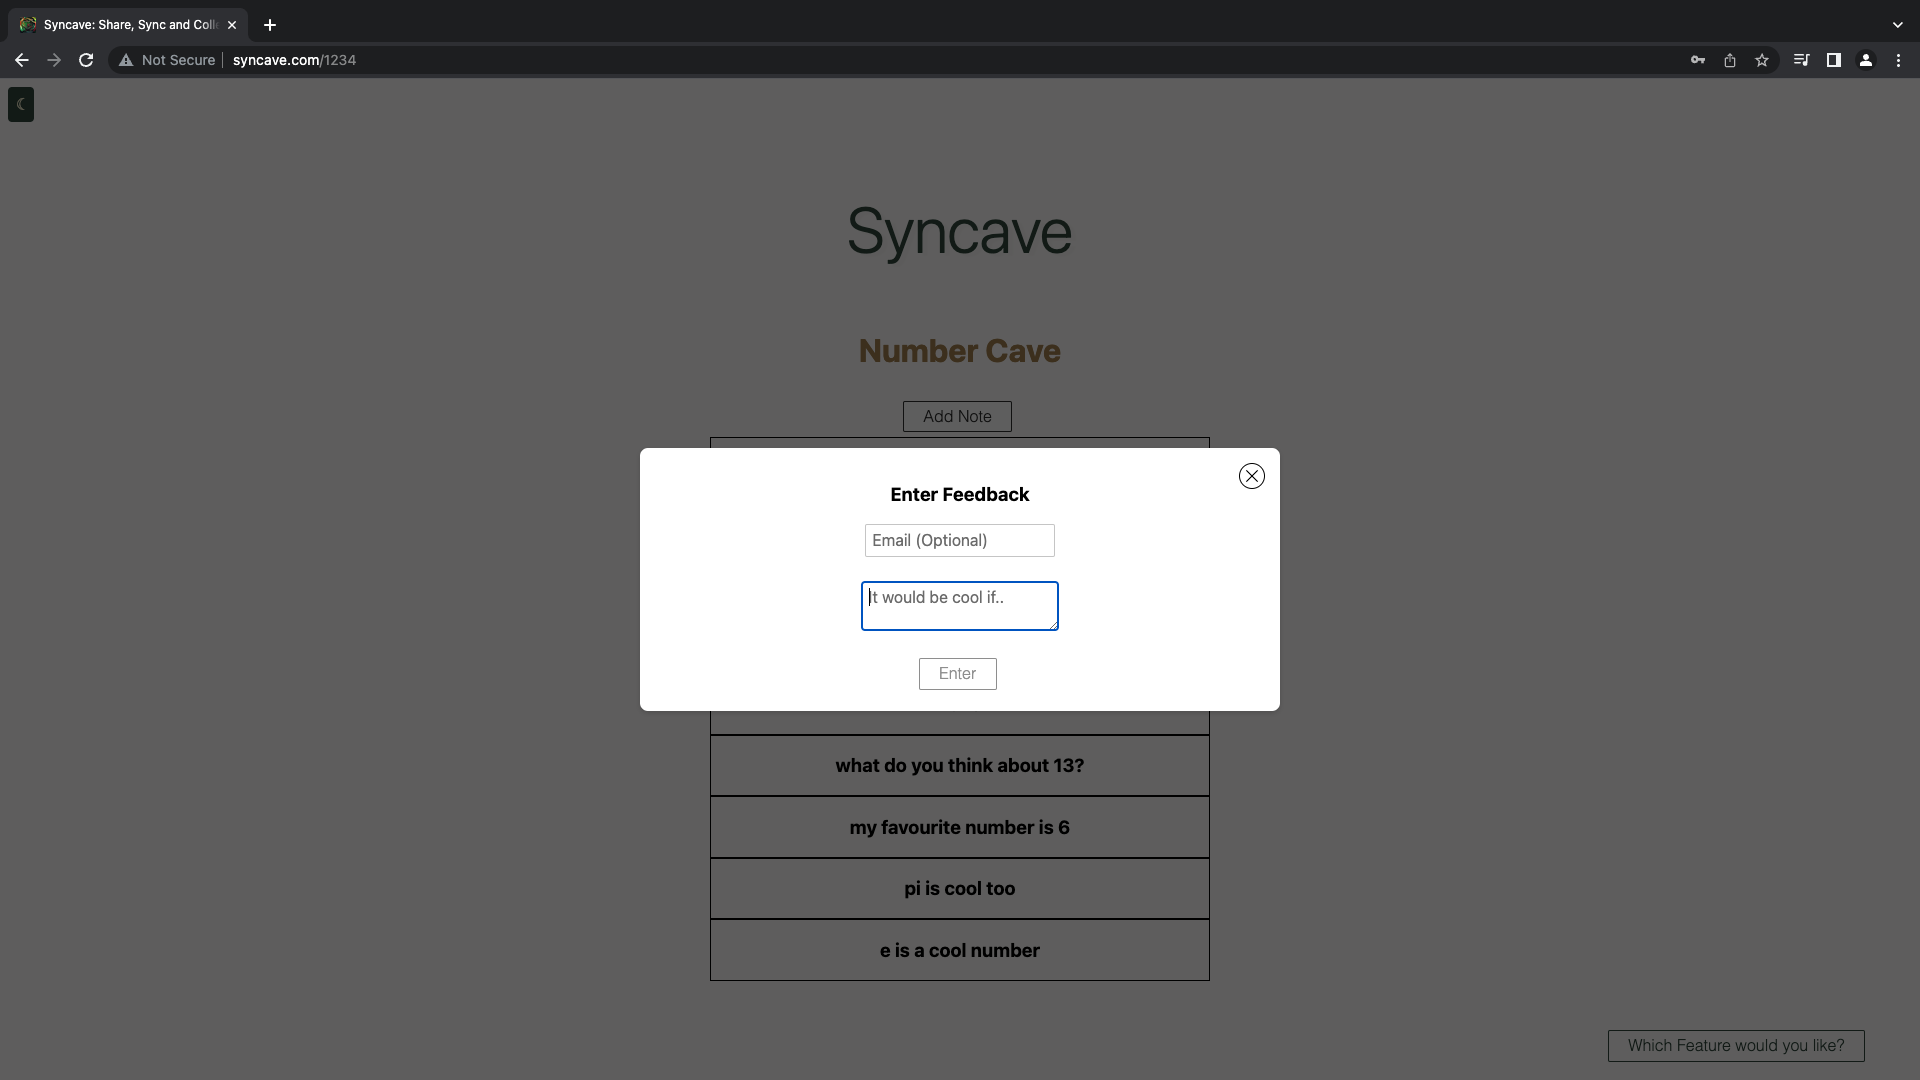 Syncave: Share, Sync and Coll
Not Secure
syncave.com/1234
Syncave
Number Cave
Add Note
Enter Feedback
Email (Optional)
It would be cool if..
Enter
what do you think about 13?
my favourite number is 6
pi is cool too
e is a cool number
Which Feature would you like?